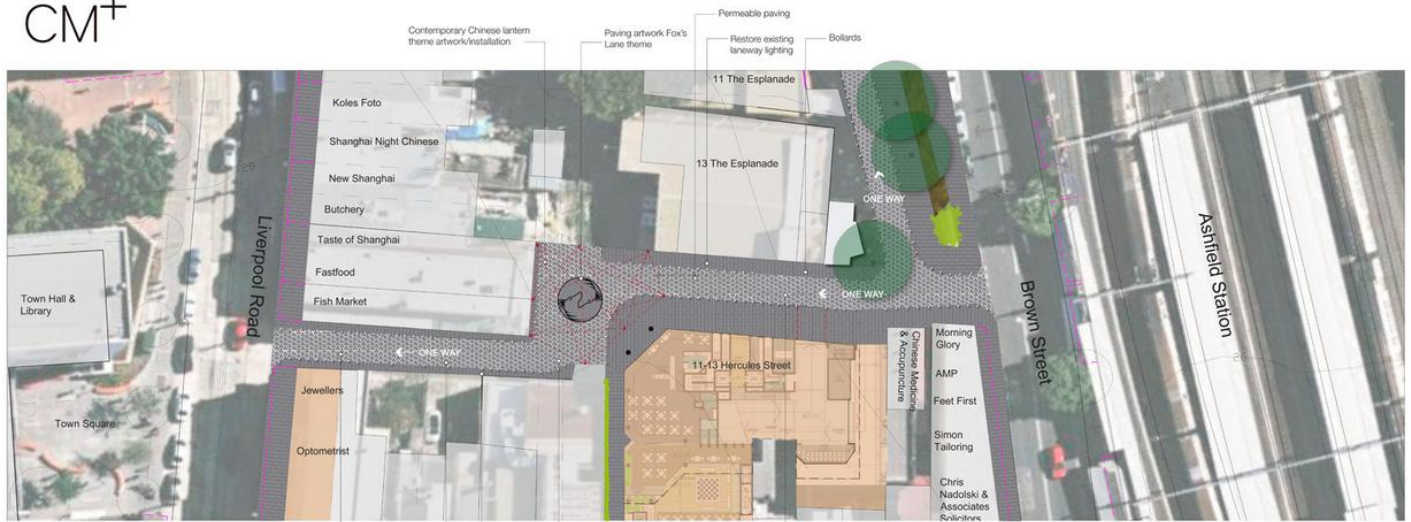 CM+
Contemporary Chinese lantern
theme artwork/installation
Paving artwork Fox's
Lane theme
Permeable paving
Restore existing
laneway lighting
Bollards
11 The Esplanade
Koles Foto
Shanghai Night Chinese
New Shanghai
Butchery
Taste of Shanghai
Fastfood
Fish Market
13 The Esplanade
ONE WAY
ONE WAY
ONE WAY
Liverpool Road
Town Hall &
Library
Town Square
Jewellers
Optometrist
11-13 Hercules Street
Chinese Medicine
& Accupuncture
Morning
Glory
AMP
Feet First
Simon
Tailoring
Chris
Nadolski &
Associates
Solicitors
Brown Street
Ashfield Station
26